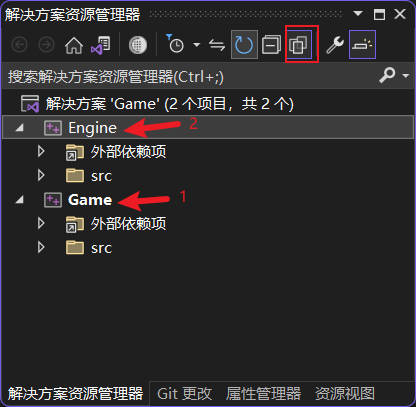 解决方案资源管理器
搜索解决方案资源管理器(Ctrl+;)
解决方案 'Game' (2 个项目，共 2 个)
Engine 2
外部依赖项
src
Game 1
外部依赖项
src
解决方案资源管理器 Git 更改 属性管理器 资源视图